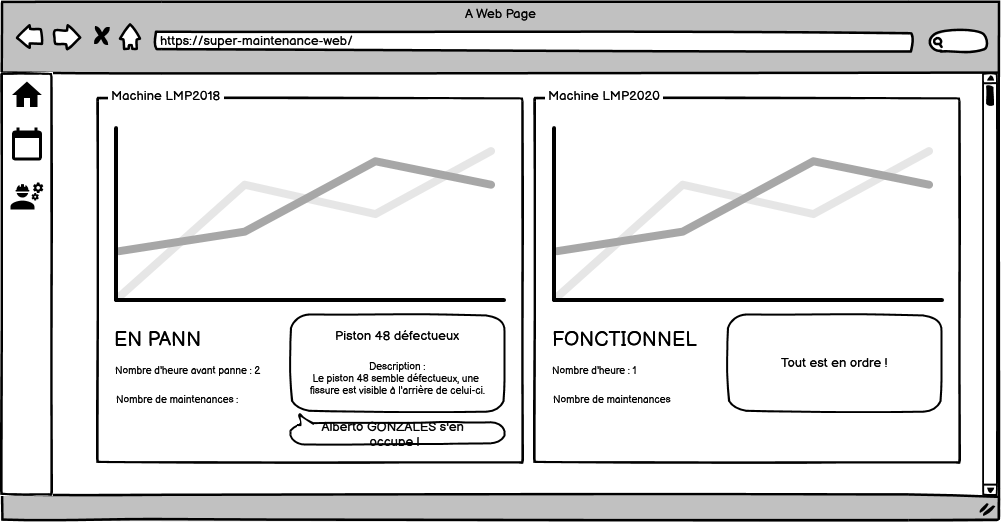 A Web Page
https://super-maintenance-web/
Machine LMP2018
EN PANN
Nombre d'heure avant panne : 2
Nombre de maintenances :
Piston 48 défectueux
Description :
Le piston 48 semble défectueux, une
fissure est visible à l'arrière de celui-ci.
Alberto GONZALES s'en
occupe !
Machine LMP2020
FONCTIONNEL
Nombre d'heure : 1
Nombre de maintenances
Tout est en ordre !